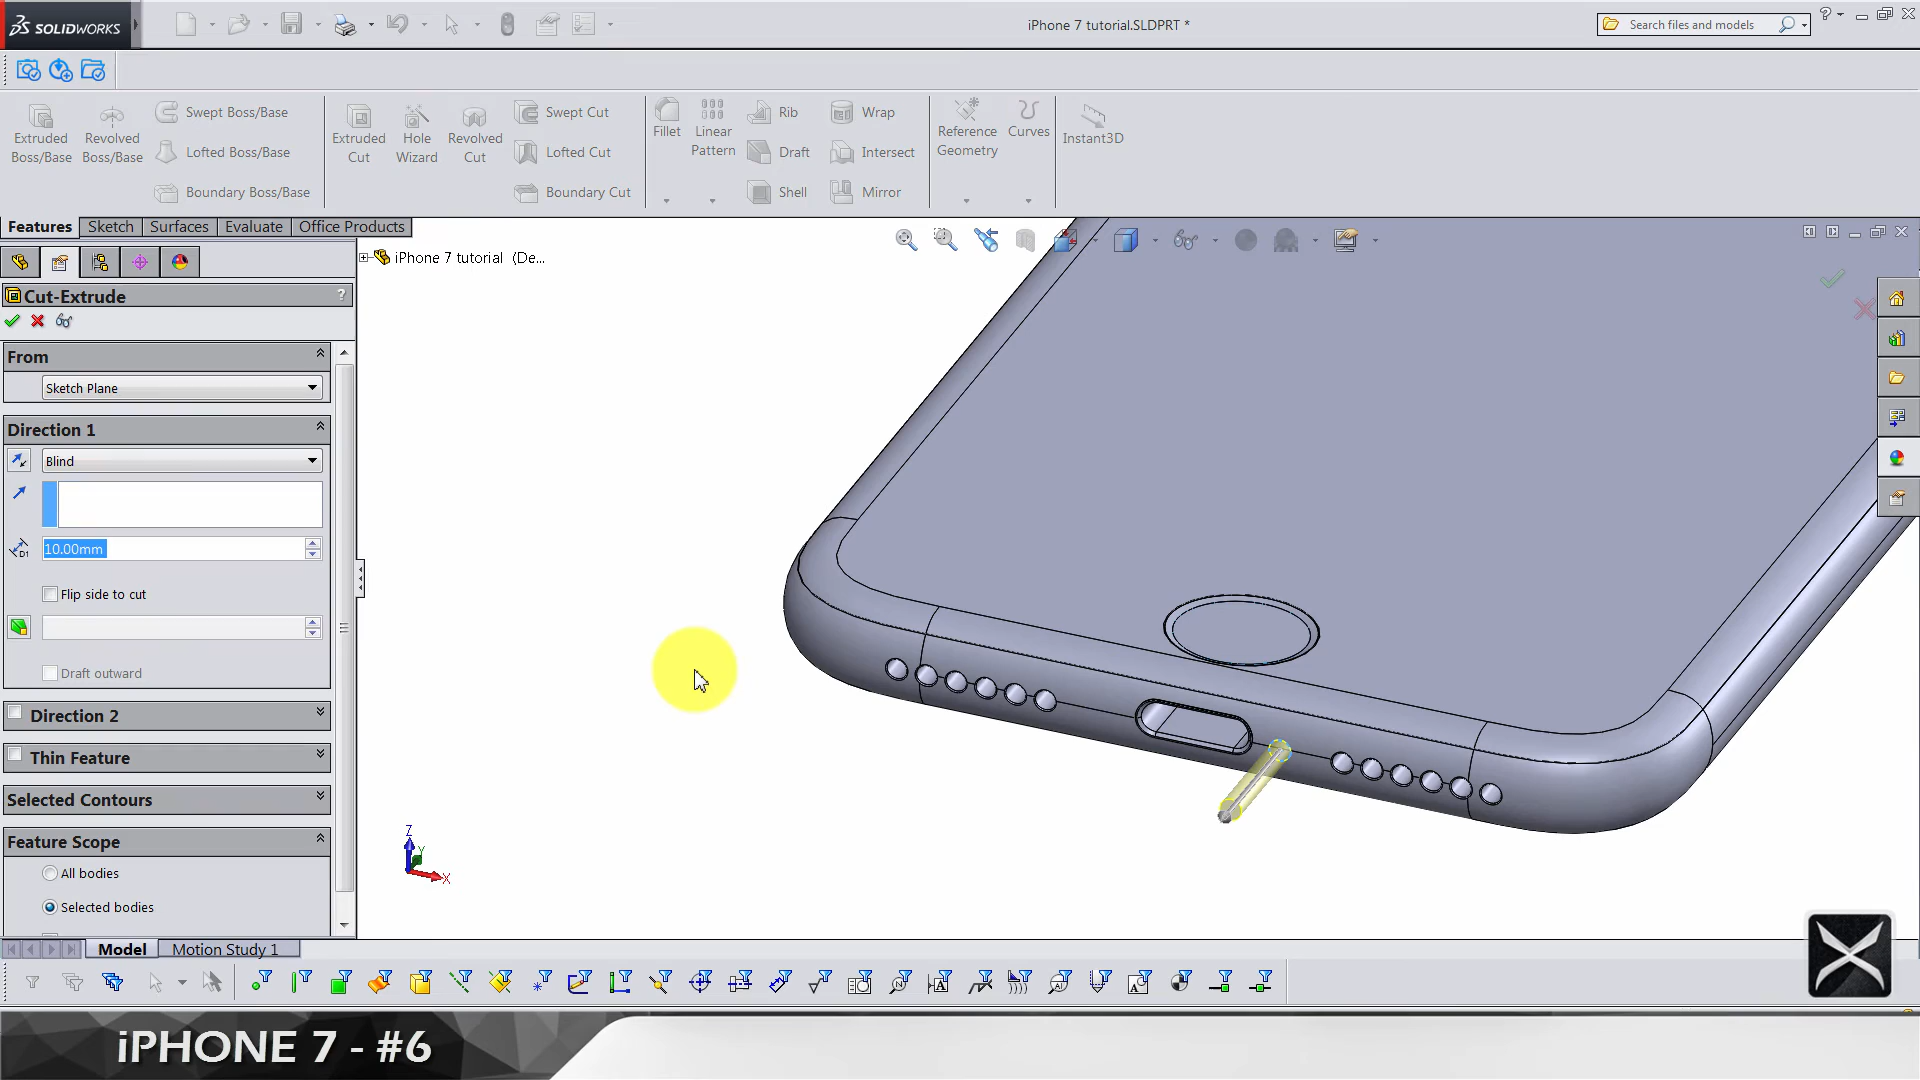 SOLIDWORKS
iPhone 7 tutorial.SLDPRT *
Search files and models
?
Extruded Boss/Base
Revolved Boss/Base
Swept Boss/Base
Lofted Boss/Base
Boundary Boss/Base
Extruded Cut
Hole Wizard
Revolved Cut
Swept Cut
Lofted Cut
Boundary Cut
Fillet
Linear Pattern
Rib
Draft
Shell
Wrap
Intersect
Mirror
Reference Geometry
Curves
Instant3D
Features Sketch Surfaces Evaluate Office Products
iPhone 7 tutorial (De...
Cut-Extrude ?
From
Sketch Plane
Direction 1
Blind
D1 10.00mm
Flip side to cut
Draft outward
Direction 2
Thin Feature
Selected Contours
Feature Scope
All bodies
Selected bodies
Z
Y
X
Model Motion Study 1
iPHONE 7 - #6